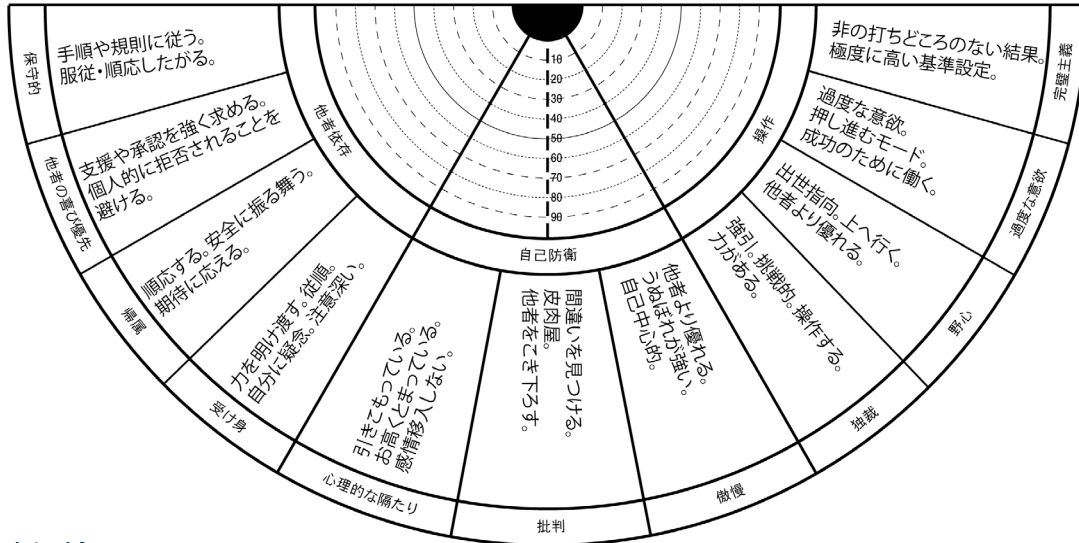 保守的
手順や規則に従う。
服従・順応したがる。
他者の喜び優先
支援や承認を強く求める。
個人的に拒否されることを
避ける。
帰属
順応する。安全に振る舞う。
期待に応える。
受け身
力を明け渡す。従順。
自分に疑念。注意深い。
心理的な隔たり
引きこもっている。
お高くとまっている。
感情移入しない。
批判
間違いを見つける。
皮肉屋。
他者をこき下ろす。
傲慢
他者より優れる。
うぬぼれが強い。
自己中心的。
独裁
強引。挑戦的。操作する。
力がある。
野心
出世指向。上へ行く。
他者より優れる。
過度な意欲
過度な意欲。
押し進むモード。
成功のために働く。
完璧主義
非の打ちどころのない結果。
極度に高い基準設定。
他者依存
自己防衛
操作
10
20
30
40
50
60
70
80
90